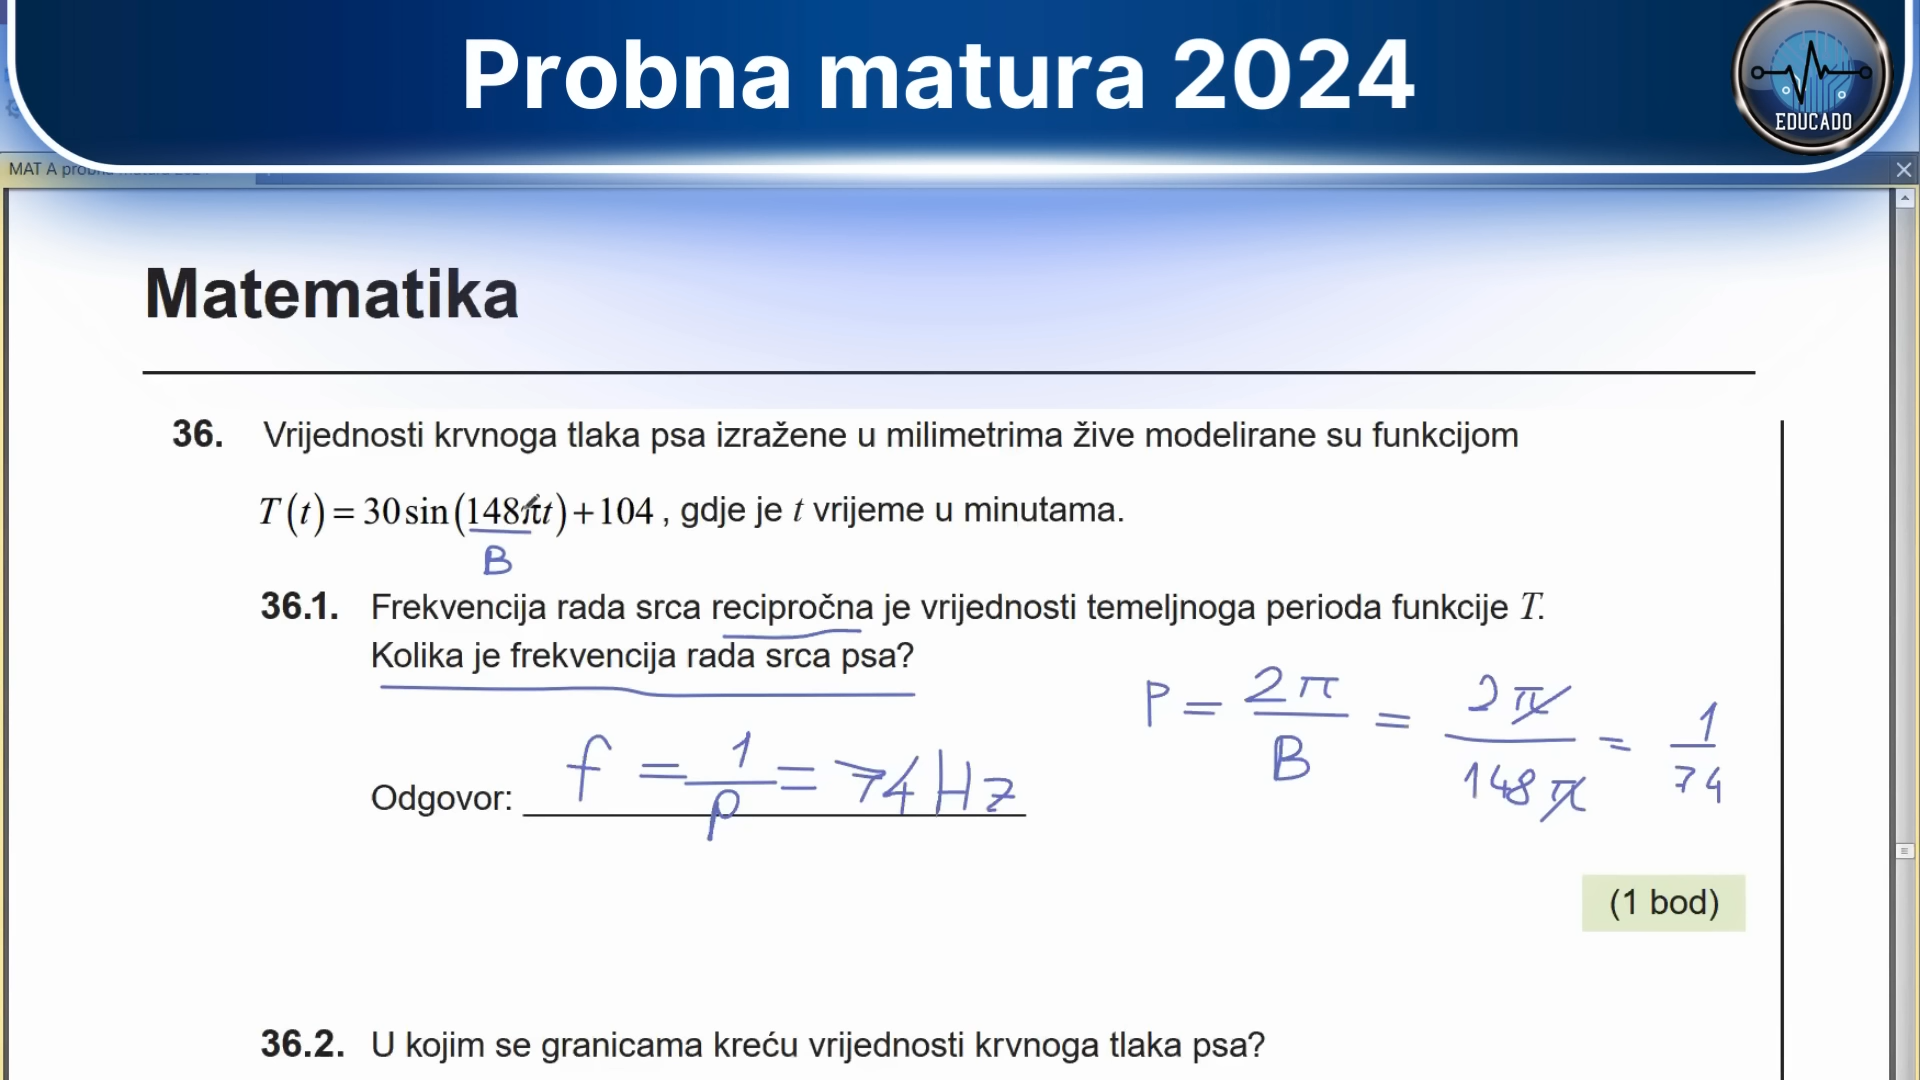 Probna matura 2024
EDUCADO
MAT A
Matematika
36. Vrijednosti krvnoga tlaka psa izražene u milimetrima žive modelirane su funkcijom
T(t) = 30 sin(148πt) + 104, gdje je t vrijeme u minutama.
B
36.1. Frekvencija rada srca recipročna je vrijednosti temeljnoga perioda funkcije T.
Kolika je frekvencija rada srca psa?
P = 2π/B = 2π/148π = 1/74
Odgovor: f = 1/P = 74 Hz
(1 bod)
36.2. U kojim se granicama kreću vrijednosti krvnoga tlaka psa?